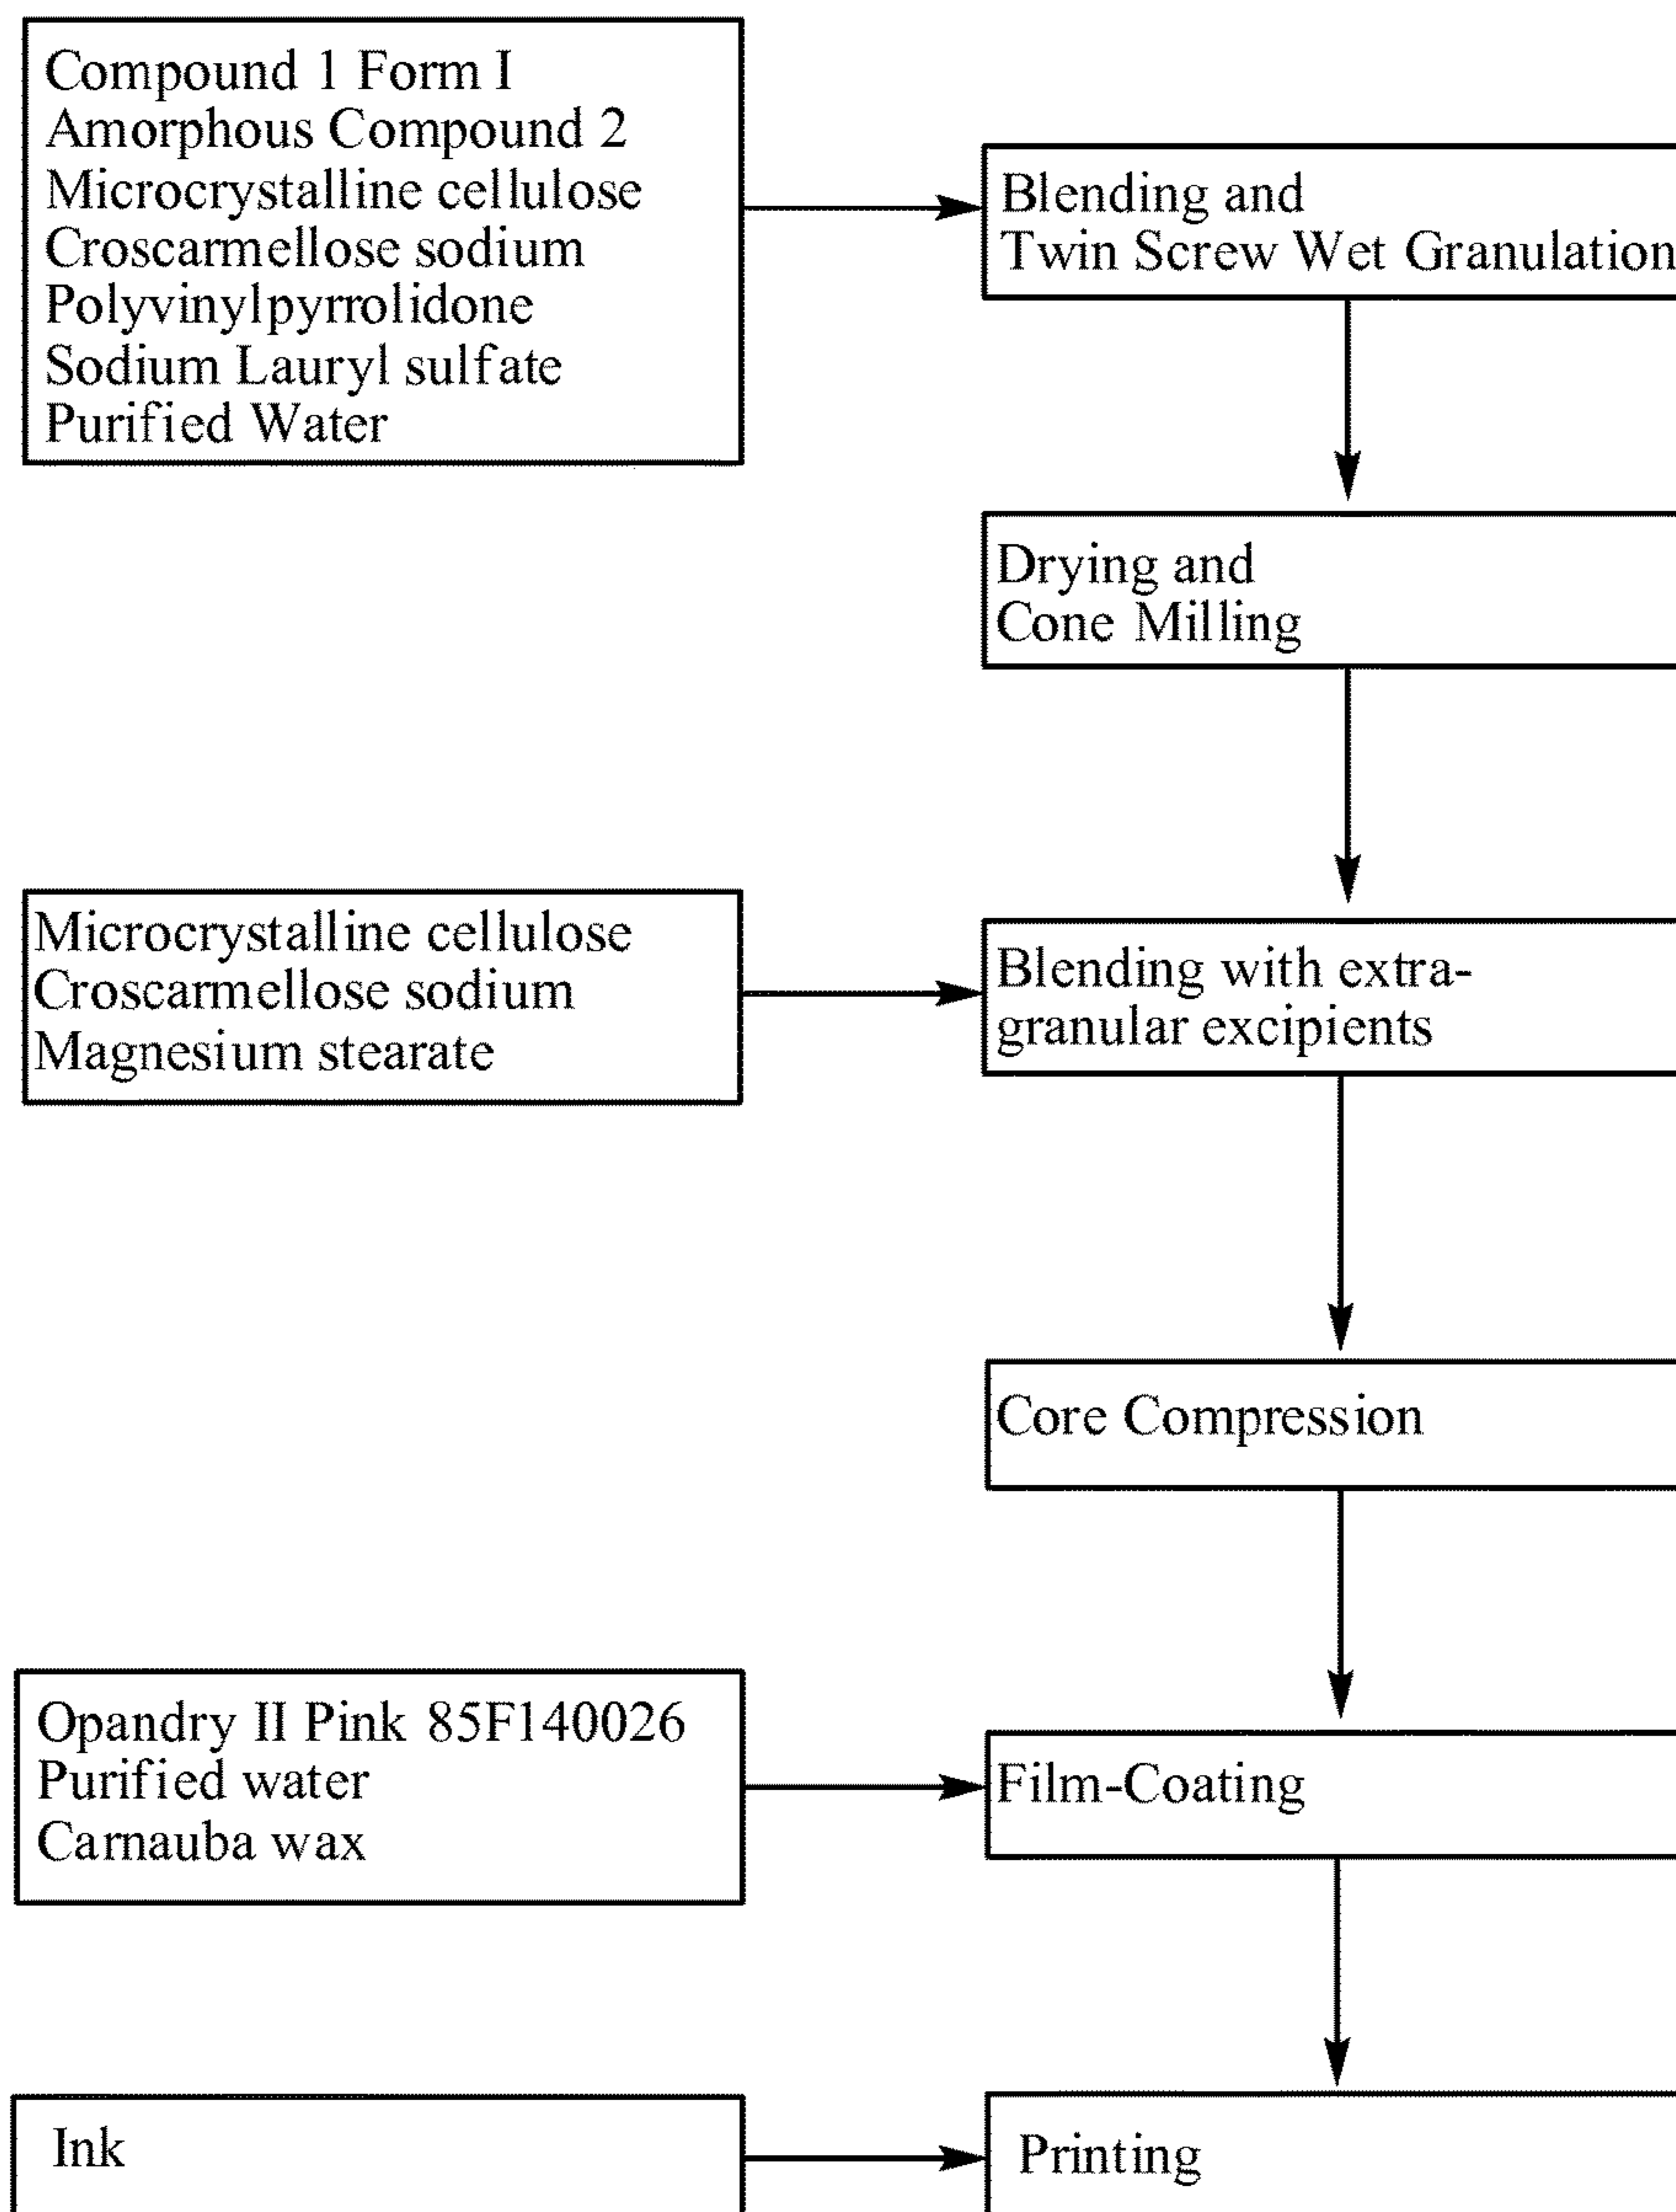 Compound 1 Form I
Amorphous Compound 2
Microcrystalline cellulose
Croscarmellose sodium
Polyvinylpyrrolidone
Sodium Lauryl sulfate
Purified Water
Blending and
Twin Screw Wet Granulation
Drying and
Cone Milling
Microcrystalline cellulose
Croscarmellose sodium
Magnesium stearate
Blending with extra-
granular excipients
Core Compression
Opandry II Pink 85F140026
Purified water
Carnauba wax
Film-Coating
Ink
Printing